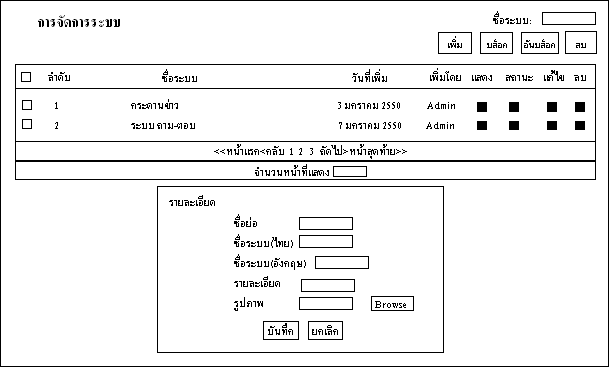 การจัดการระบบ
ชื่อระบบ:
เพิ่ม บล็อค อันบล็อค ลบ
ลำดับ ชื่อระบบ วันที่เพิ่ม เพิ่มโดย แสดง สถานะ แก้ไข ลบ
1 กระดานข่าว 3 มกราคม 2550 Admin
2 ระบบ ถาม-ตอบ 7 มกราคม 2550 Admin
<<หน้าแรก<กลับ 1 2 3 ถัดไป>หน้าสุดท้าย>>
จำนวนหน้าที่แสดง
รายละเอียด
ชื่อย่อ
ชื่อระบบ(ไทย)
ชื่อระบบ(อังกฤษ)
รายละเอียด
รูปภาพ Browse
บันทึก ยกเลิก